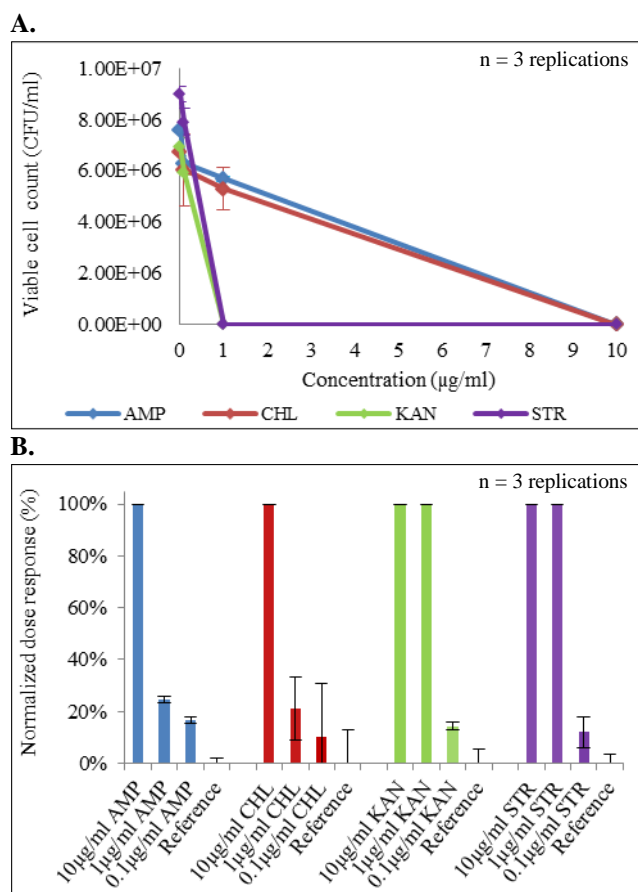 A.
n = 3 replications
Viable cell count (CFU/ml)
1.00E+07
8.00E+06
6.00E+06
4.00E+06
2.00E+06
0.00E+00
0 1 2 3 4 5 6 7 8 9 10
Concentration (µg/ml)
AMP CHL KAN STR
B.
n = 3 replications
Normalized dose response (%)
100%
80%
60%
40%
20%
0%
10µg/ml AMP
1µg/ml AMP
0.1µg/ml AMP
Reference
10µg/ml CHL
1µg/ml CHL
0.1µg/ml CHL
Reference
10µg/ml KAN
1µg/ml KAN
0.1µg/ml KAN
Reference
10µg/ml STR
1µg/ml STR
0.1µg/ml STR
Reference